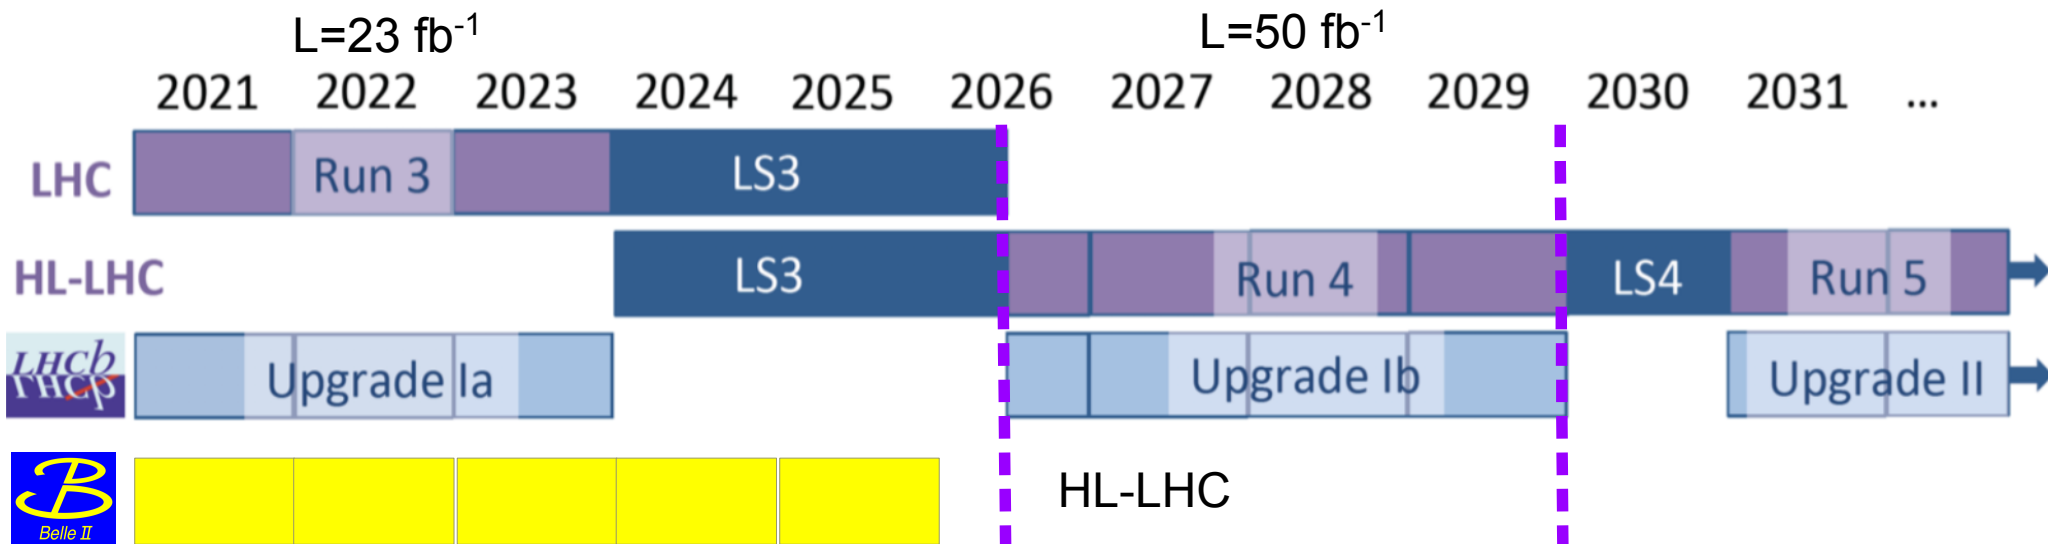 L=23 fb⁻¹ L=50 fb⁻¹
2021 2022 2023 2024 2025 2026 2027 2028 2029 2030 2031 ...
LHC Run 3 LS3
HL-LHC LS3 Run 4 LS4 Run 5
LHCb Upgrade Ia Upgrade Ib Upgrade II
LHCb
B HL-LHC
Belle II